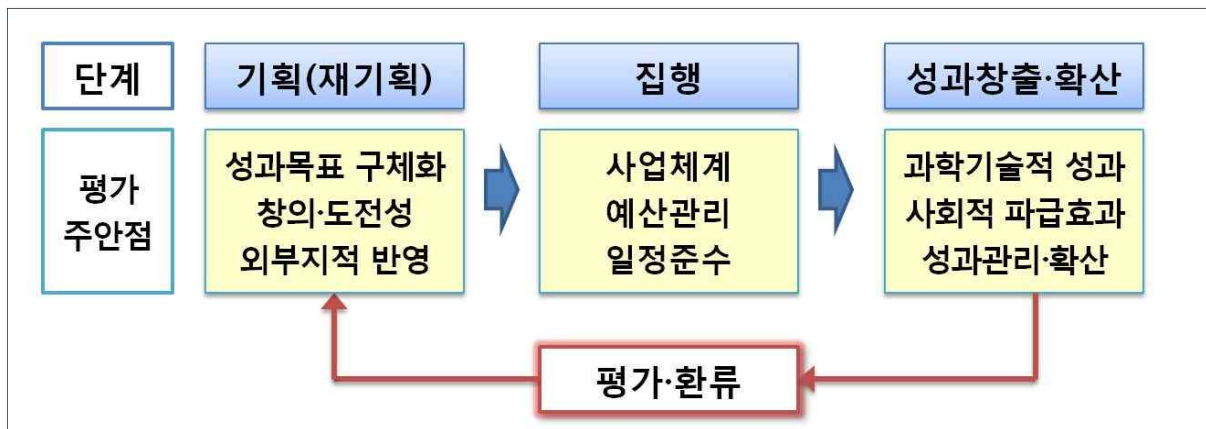 단계
기획(재기획)
집행
성과창출·확산
평가
주안점
성과목표 구체화
창의·도전성
외부지적 반영
사업체계
예산관리
일정준수
과학기술적 성과
사회적 파급효과
성과관리·확산
평가·환류